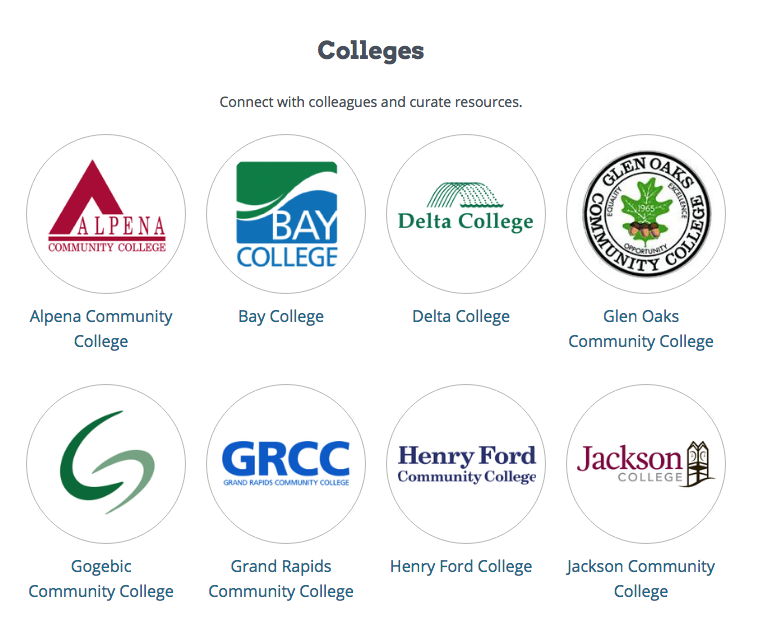 Colleges
Connect with colleagues and curate resources.
ALPENA
COMMUNITY COLLEGE
BAY
COLLEGE
Delta College
GLEN OAKS
COMMUNITY COLLEGE
EQUALITY
EXCELLENCE
1965
OPPORTUNITY
Alpena Community
College
Bay College
Delta College
Glen Oaks
Community College
GRCC
GRAND RAPIDS COMMUNITY COLLEGE
Henry Ford
Community College
Jackson
COLLEGE
Gogebic
Community College
Grand Rapids
Community College
Henry Ford College
Jackson Community
College